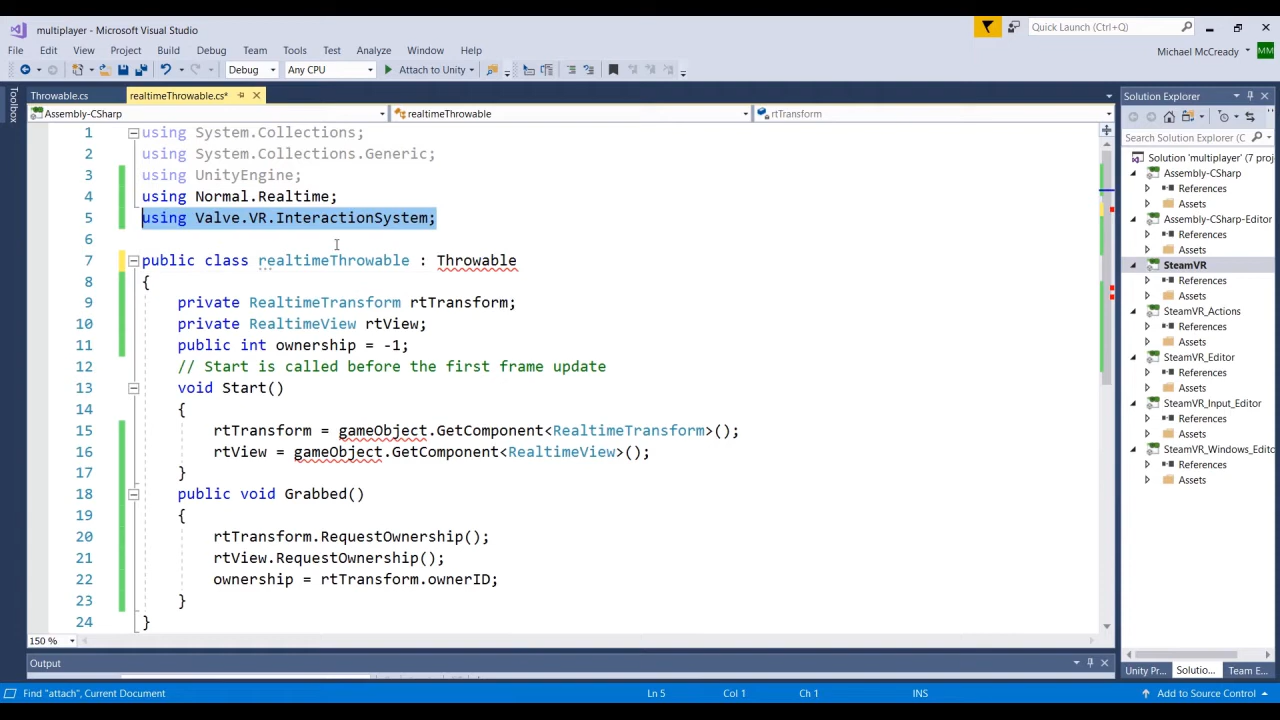 multiplayer - Microsoft Visual Studio
Quick Launch (Ctrl+Q)
File Edit View Project Build Debug Team Tools Test Analyze Window Help
Michael McCready MM
Debug Any CPU Attach to Unity
Toolbox
Throwable.cs realtimeThrowable.cs*
Assembly-CSharp realtimeThrowable rtTransform
1 using System.Collections;
2 using System.Collections.Generic;
3 using UnityEngine;
4 using Normal.Realtime;
5 using Valve.VR.InteractionSystem;
6
7 public class realtimeThrowable : Throwable
8 {
9 private RealtimeTransform rtTransform;
10 private RealtimeView rtView;
11 public int ownership = -1;
12 // Start is called before the first frame update
13 void Start()
14 {
15 rtTransform = gameObject.GetComponent<RealtimeTransform>();
16 rtView = gameObject.GetComponent<RealtimeView>();
17 }
18 public void Grabbed()
19 {
20 rtTransform.RequestOwnership();
21 rtView.RequestOwnership();
22 ownership = rtTransform.ownerID;
23 }
24 }
150 %
Output
Solution Explorer
Search Solution Explorer (C
Solution 'multiplayer' (7 proj
Assembly-CSharp
References
Assets
Assembly-CSharp-Editor
References
Assets
SteamVR
References
Assets
SteamVR_Actions
References
Assets
SteamVR_Editor
References
Assets
SteamVR_Input_Editor
References
Assets
SteamVR_Windows_Edito
References
Assets
Unity Pr... Solutio... Team E...
Find "attach", Current Document Ln 5 Col 1 Ch 1 INS Add to Source Control